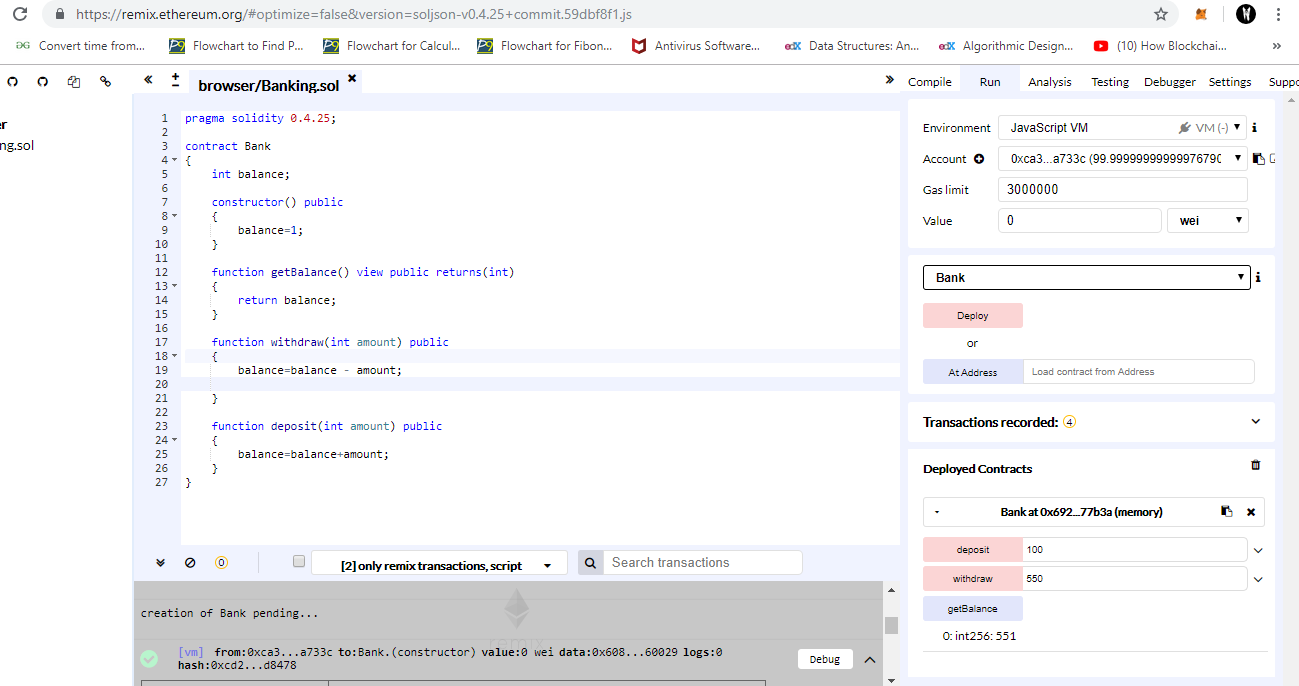 https://remix.ethereum.org/#optimize=false&version=soljson-v0.4.25+commit.59dbf8f1.js
Convert time from... Flowchart to Find P... Flowchart for Calcul... Flowchart for Fibon... Antivirus Software... edX Data Structures: An... edX Algorithmic Design... (10) How Blockchai... »
browser/Banking.sol
Compile Run Analysis Testing Debugger Settings Suppo
er
ng.sol
1 pragma solidity 0.4.25;
2
3 contract Bank
4 {
5 int balance;
6
7 constructor() public
8 {
9 balance=1;
10 }
11
12 function getBalance() view public returns(int)
13 {
14 return balance;
15 }
16
17 function withdraw(int amount) public
18 {
19 balance=balance - amount;
20
21 }
22
23 function deposit(int amount) public
24 {
25 balance=balance+amount;
26 }
27 }
Environment JavaScript VM VM (-)
Account 0xca3...a733c (99.99999999999976790
Gas limit 3000000
Value 0 wei
Bank
Deploy
or
At Address Load contract from Address
Transactions recorded: 4
Deployed Contracts
Bank at 0x692...77b3a (memory)
deposit 100
withdraw 550
getBalance
0: int256: 551
0 [2] only remix transactions, script Search transactions
creation of Bank pending...
remix
[vm] from:0xca3...a733c to:Bank.(constructor) value:0 wei data:0x608...60029 logs:0
hash:0xcd2...d8478
Debug